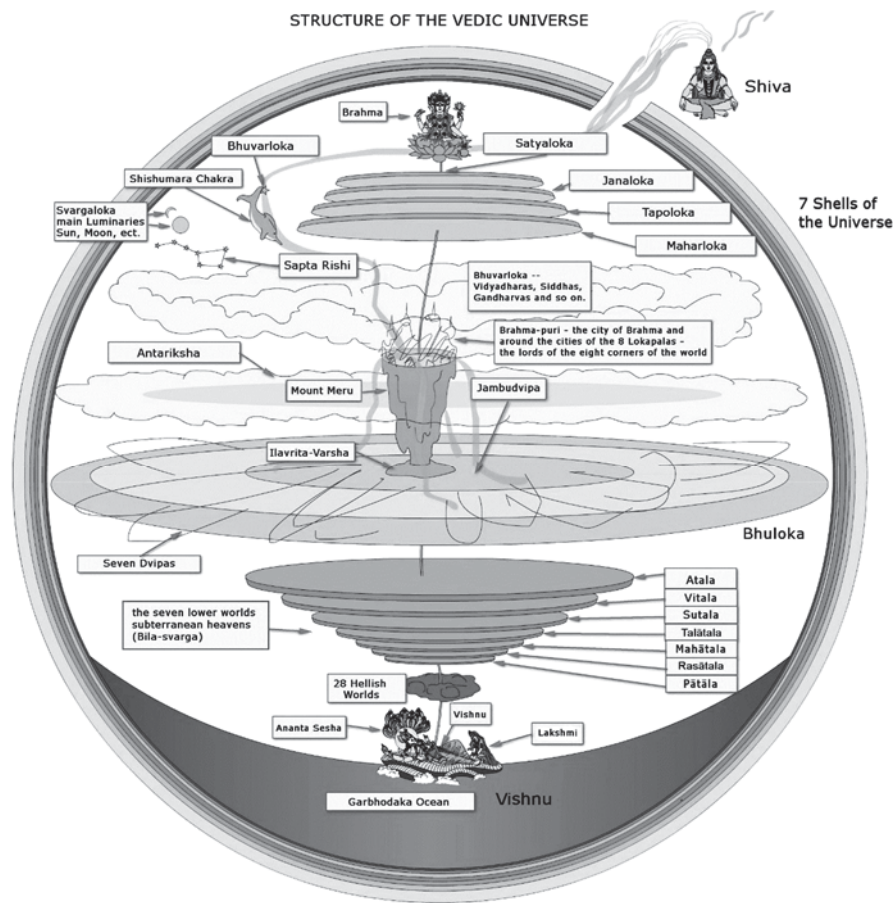 STRUCTURE OF THE VEDIC UNIVERSE
Shiva
Brahma
Bhuvarloka
Satyaloka
Shishumara Chakra
Janaloka
Svargaloka
main Luminaries
Sun, Moon, ect.
Tapoloka
7 Shells of
the Universe
Maharloka
Sapta Rishi
Bhuvarloka --
Vidyadharas, Siddhas,
Gandharvas and so on.
Brahma-puri - the city of Brahma and
around the cities of the 8 Lokapalas -
the lords of the eight corners of the world
Antariksha
Mount Meru
Jambudvipa
Ilavrita-Varsha
Bhuloka
Seven Dvipas
Atala
Vitala
Sutala
Talātala
Mahātala
Rasātala
Pātāla
the seven lower worlds
subterranean heavens
(Bila-svarga)
28 Hellish
Worlds
Vishnu
Ananta Sesha
Lakshmi
Garbhodaka Ocean
Vishnu